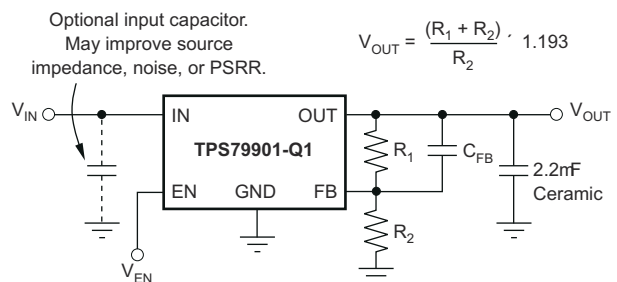 Optional input capacitor.
May improve source
impedance, noise, or PSRR.
V_OUT = (R_1 + R_2) / R_2 ´ 1.193
V_IN
IN
OUT
V_OUT
TPS79901-Q1
R_1
C_FB
2.2mF
Ceramic
EN
GND
FB
R_2
V_EN